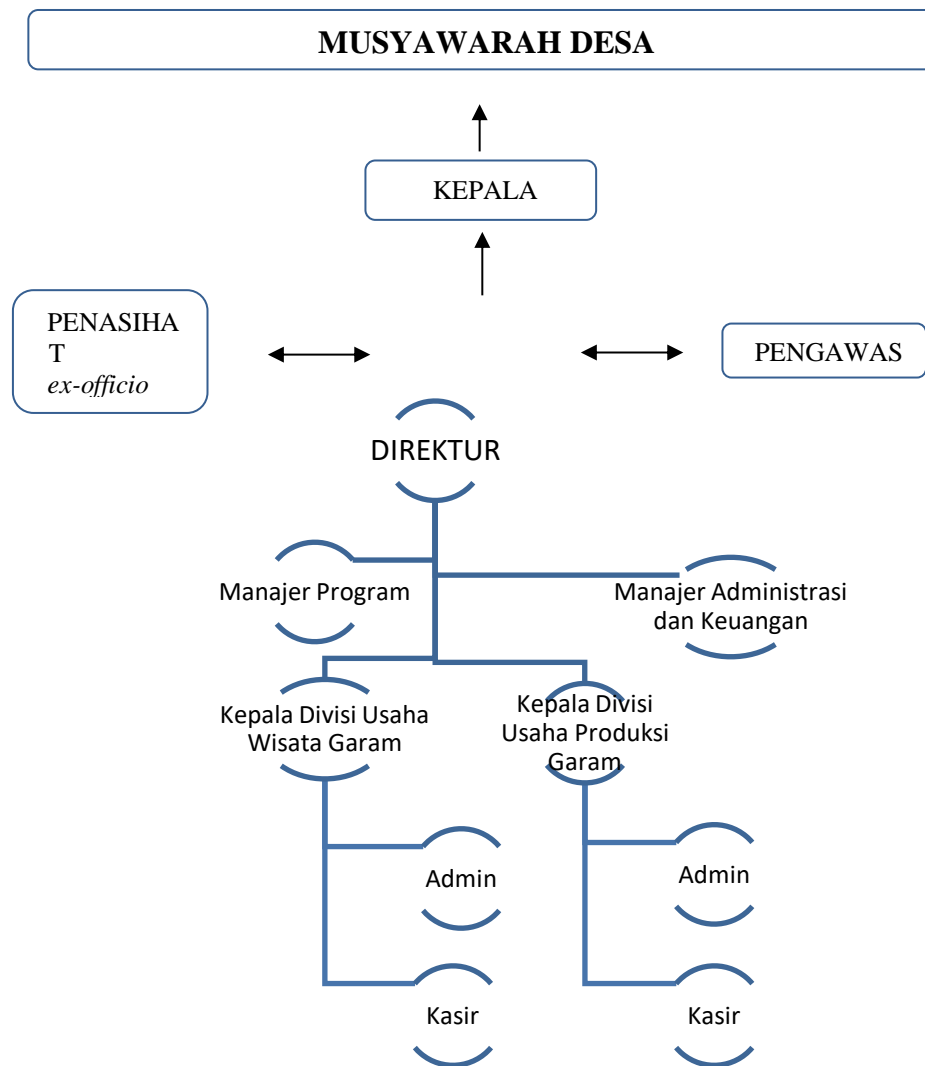 MUSYAWARAH DESA
KEPALA
PENASIHA
T
ex-officio
PENGAWAS
DIREKTUR
Manajer Program
Manajer Administrasi
dan Keuangan
Kepala Divisi Usaha
Wisata Garam
Kepala Divisi
Usaha Produksi
Garam
Admin
Admin
Kasir
Kasir